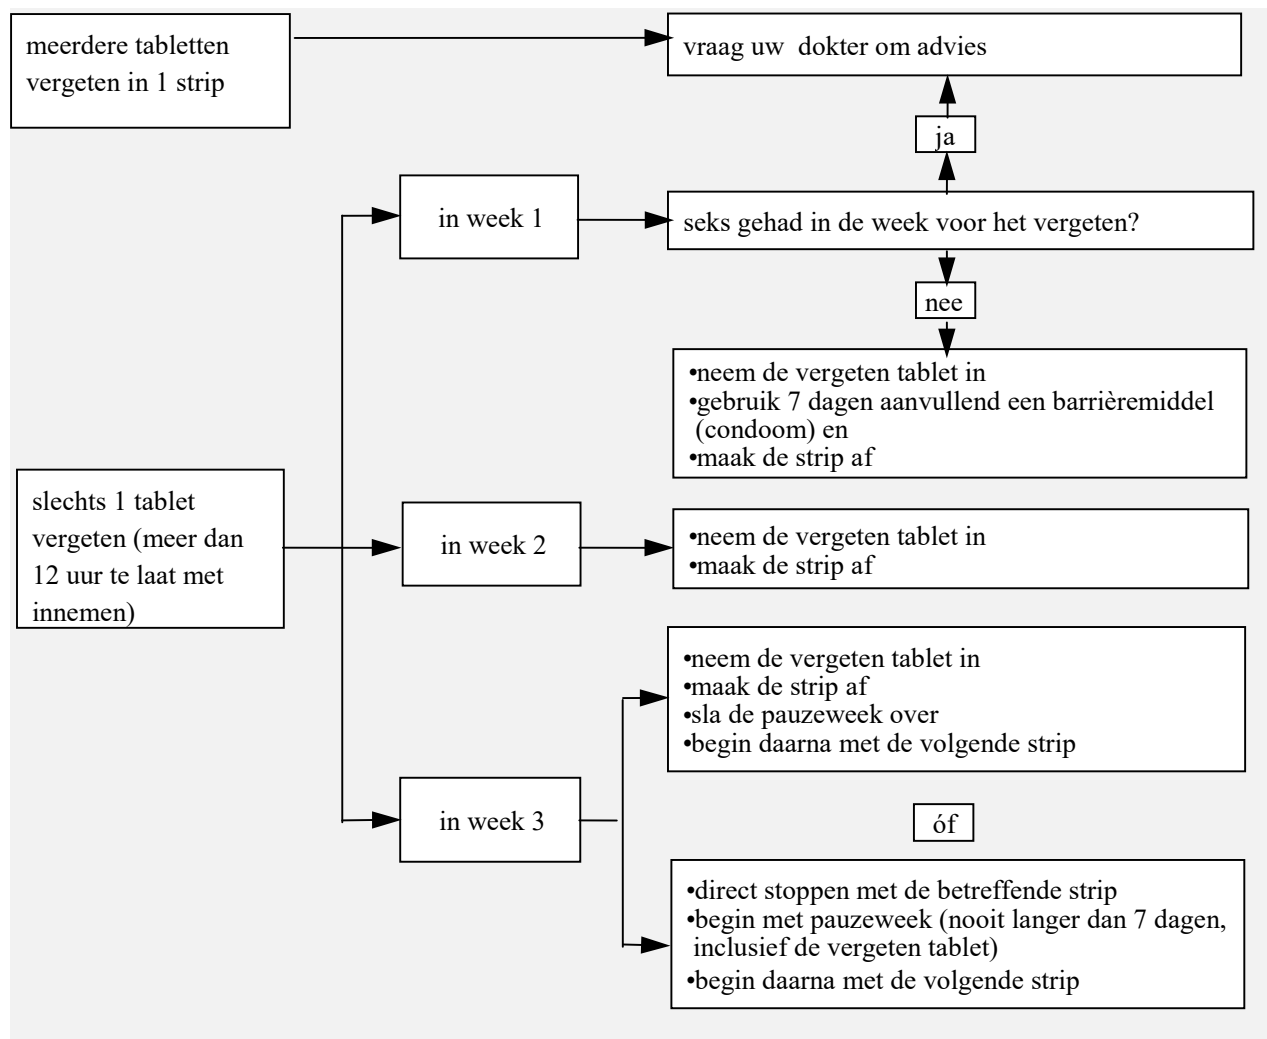 meerdere tabletten
vergeten in 1 strip
vraag uw  dokter om advies
ja
in week 1
seks gehad in de week voor het vergeten?
nee
•neem de vergeten tablet in
•gebruik 7 dagen aanvullend een barrièremiddel
(condoom) en
•maak de strip af
slechts 1 tablet
vergeten (meer dan
12 uur te laat met
innemen)
in week 2
•neem de vergeten tablet in
•maak de strip af
•neem de vergeten tablet in
•maak de strip af
•sla de pauzeweek over
•begin daarna met de volgende strip
in week 3
óf
•direct stoppen met de betreffende strip
•begin met pauzeweek (nooit langer dan 7 dagen,
inclusief de vergeten tablet)
•begin daarna met de volgende strip